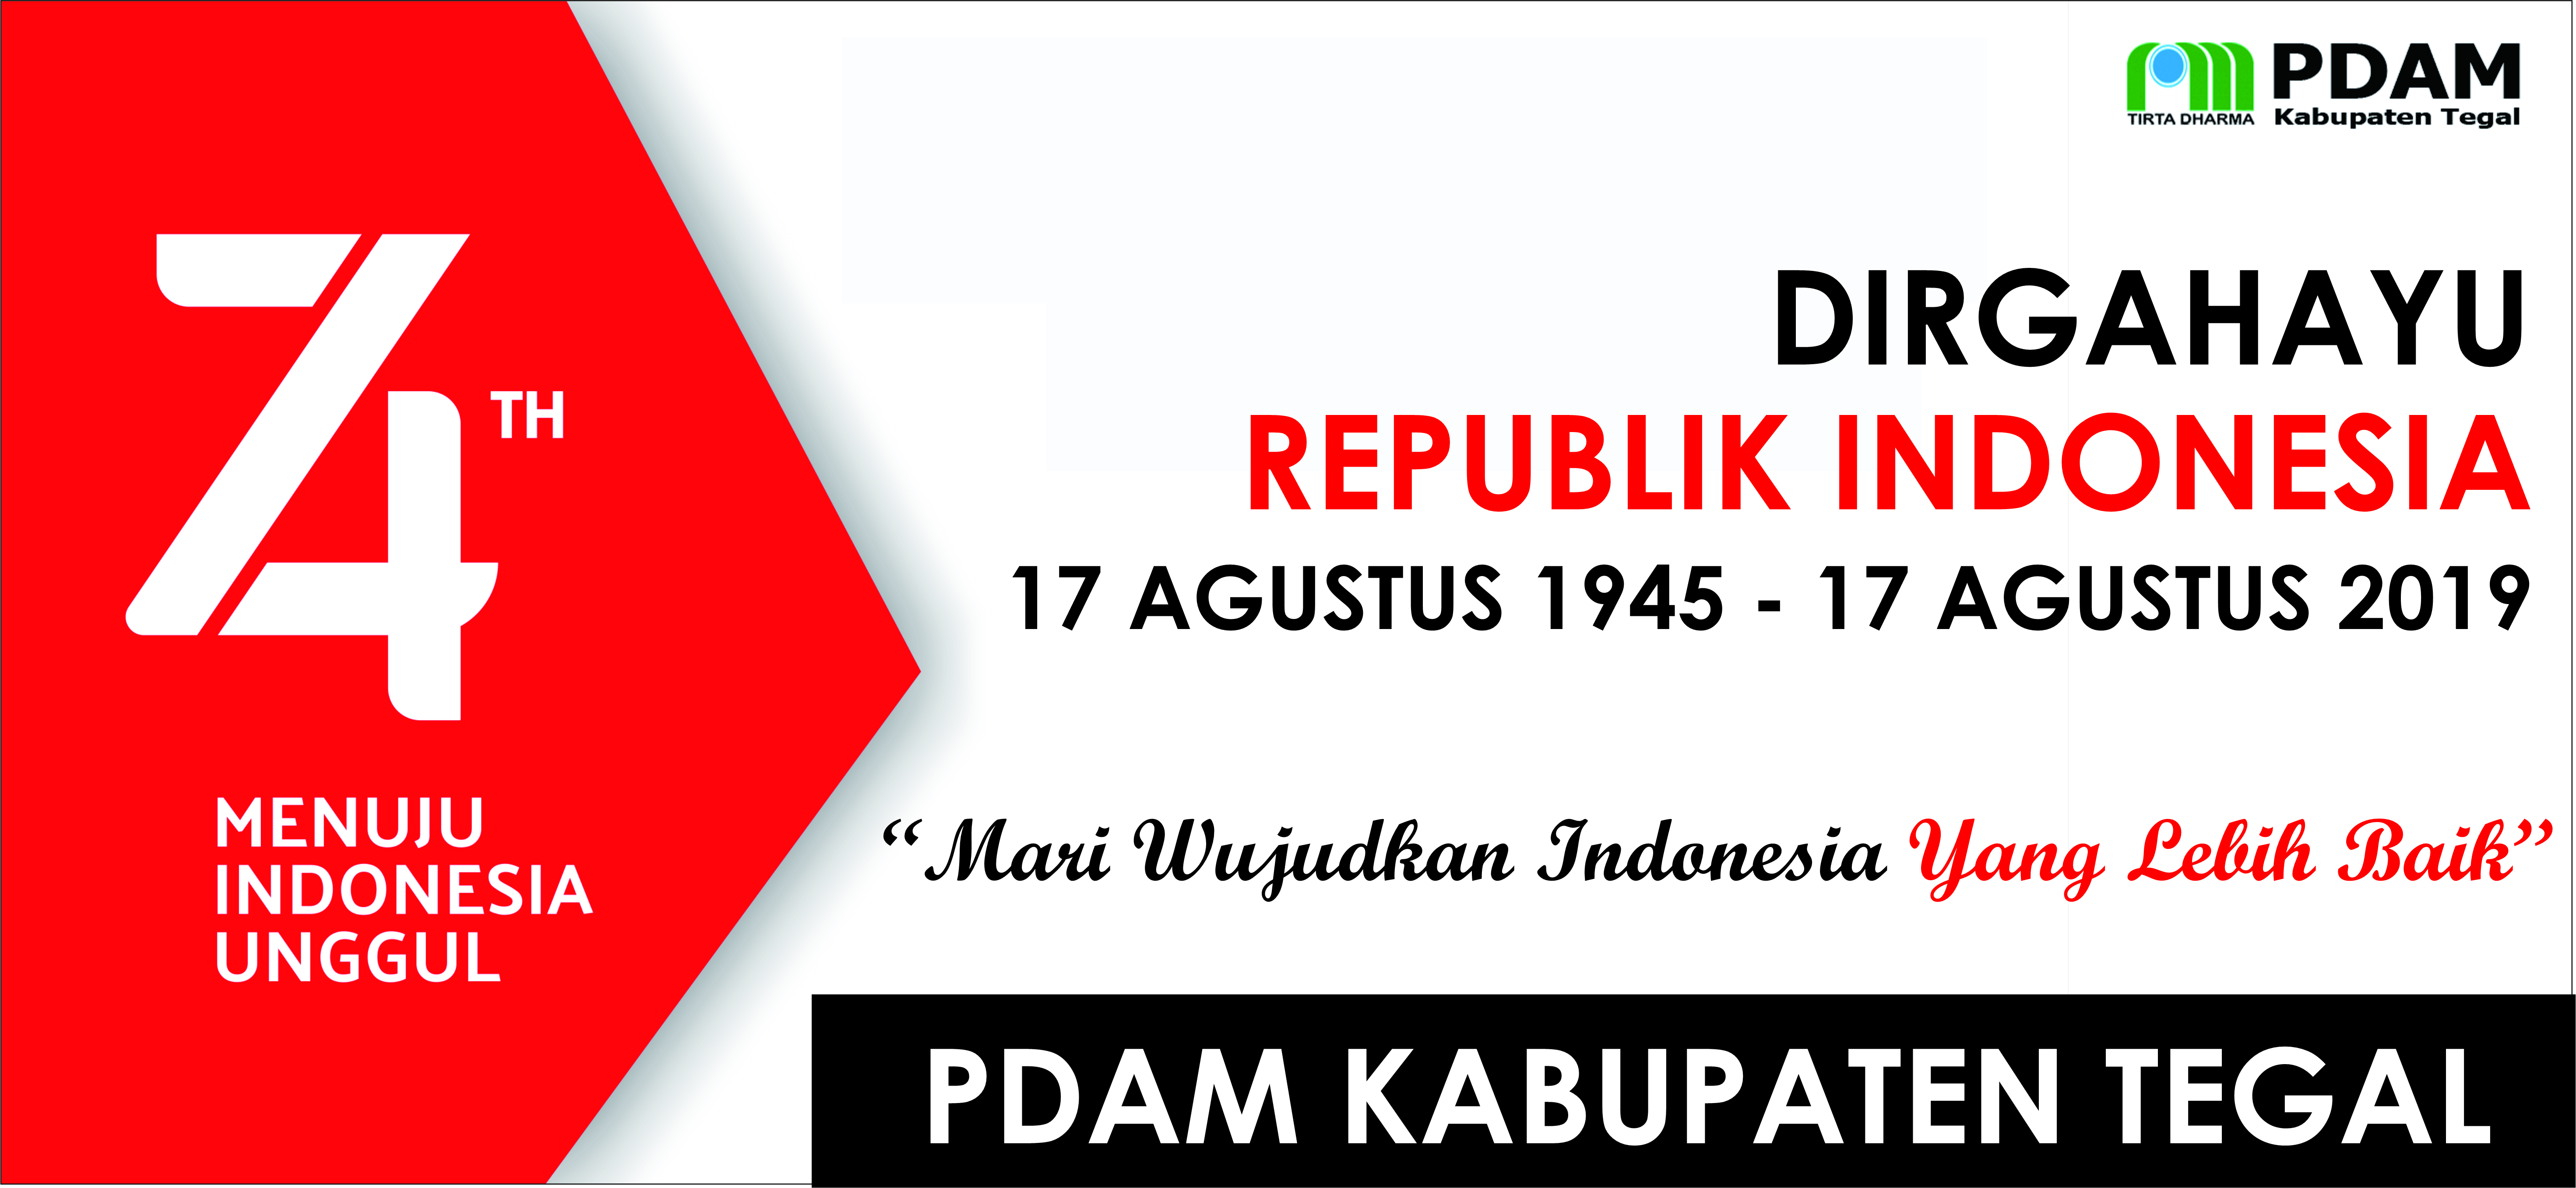 74 TH
MENUJU
INDONESIA
UNGGUL
TIRTA DHARMA
PDAM
Kabupaten Tegal
DIRGAHAYU
REPUBLIK INDONESIA
17 AGUSTUS 1945 - 17 AGUSTUS 2019
“Mari Wujudkan Indonesia Yang Lebih Baik”
PDAM KABUPATEN TEGAL